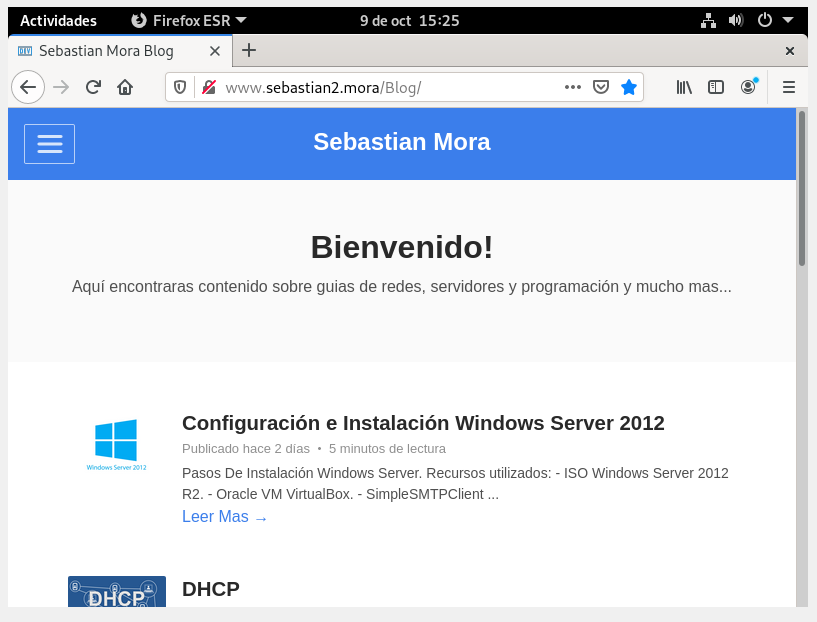 Actividades Firefox ESR 9 de oct 15:25
Sebastian Mora Blog
www.sebastian2.mora/Blog/
Sebastian Mora
Bienvenido!
Aquí encontraras contenido sobre guias de redes, servidores y programación y mucho mas...
Configuración e Instalación Windows Server 2012
Publicado hace 2 días • 5 minutos de lectura
Windows Server 2012
Pasos De Instalación Windows Server. Recursos utilizados: - ISO Windows Server 2012
R2. - Oracle VM VirtualBox. - SimpleSMTPClient ...
Leer Mas →
DHCP
DHCP